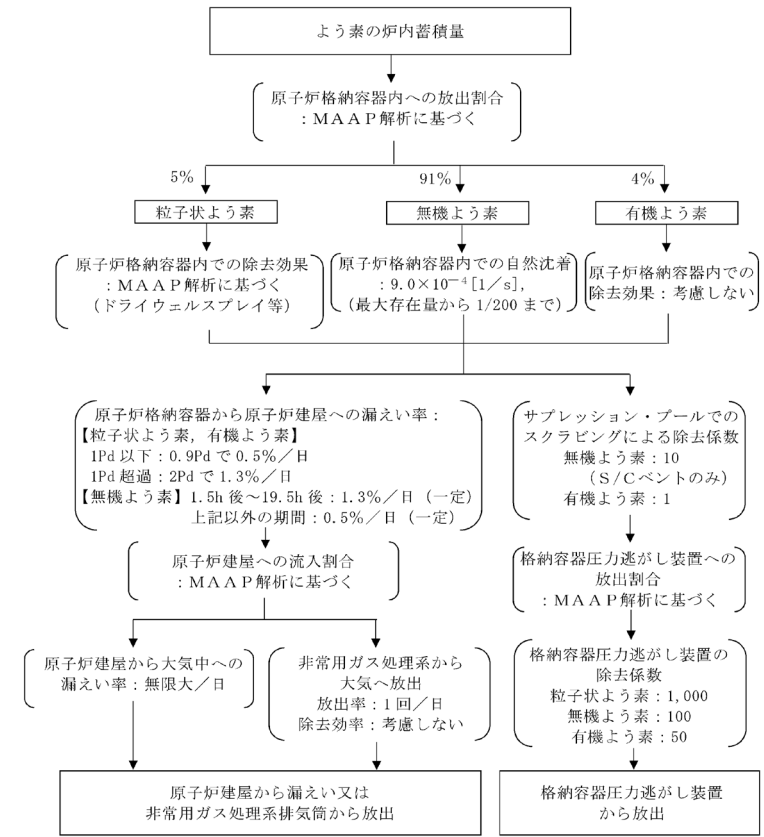 よう素の炉内蓄積量
原子炉格納容器内への放出割合
：ＭＡＡＰ解析に基づく
5%
91%
4%
粒子状よう素
無機よう素
有機よう素
原子炉格納容器内での除去効果
：ＭＡＡＰ解析に基づく
（ドライウェルスプレイ等）
原子炉格納容器内での自然沈着
：9.0×10⁻⁴[1／s]，
（最大存在量から 1/200 まで）
原子炉格納容器内での
除去効果：考慮しない
原子炉格納容器から原子炉建屋への漏えい率：
【粒子状よう素，有機よう素】
1Pd 以下：0.9Pd で 0.5％／日
1Pd 超過：2Pd で 1.3％／日
【無機よう素】1.5h 後～19.5h 後：1.3％／日（一定）
上記以外の期間：0.5％／日（一定）
サプレッション・プールでの
スクラビングによる除去係数
無機よう素：10
（Ｓ/Ｃベントのみ）
有機よう素：1
原子炉建屋への流入割合
：ＭＡＡＰ解析に基づく
格納容器圧力逃がし装置への
放出割合
：ＭＡＡＰ解析に基づく
原子炉建屋から大気中への
漏えい率：無限大／日
非常用ガス処理系から
大気へ放出
放出率：1 回／日
除去効率：考慮しない
格納容器圧力逃がし装置の
除去係数
粒子状よう素：1,000
無機よう素：100
有機よう素：50
原子炉建屋から漏えい又は
非常用ガス処理系排気筒から放出
格納容器圧力逃がし装置
から放出